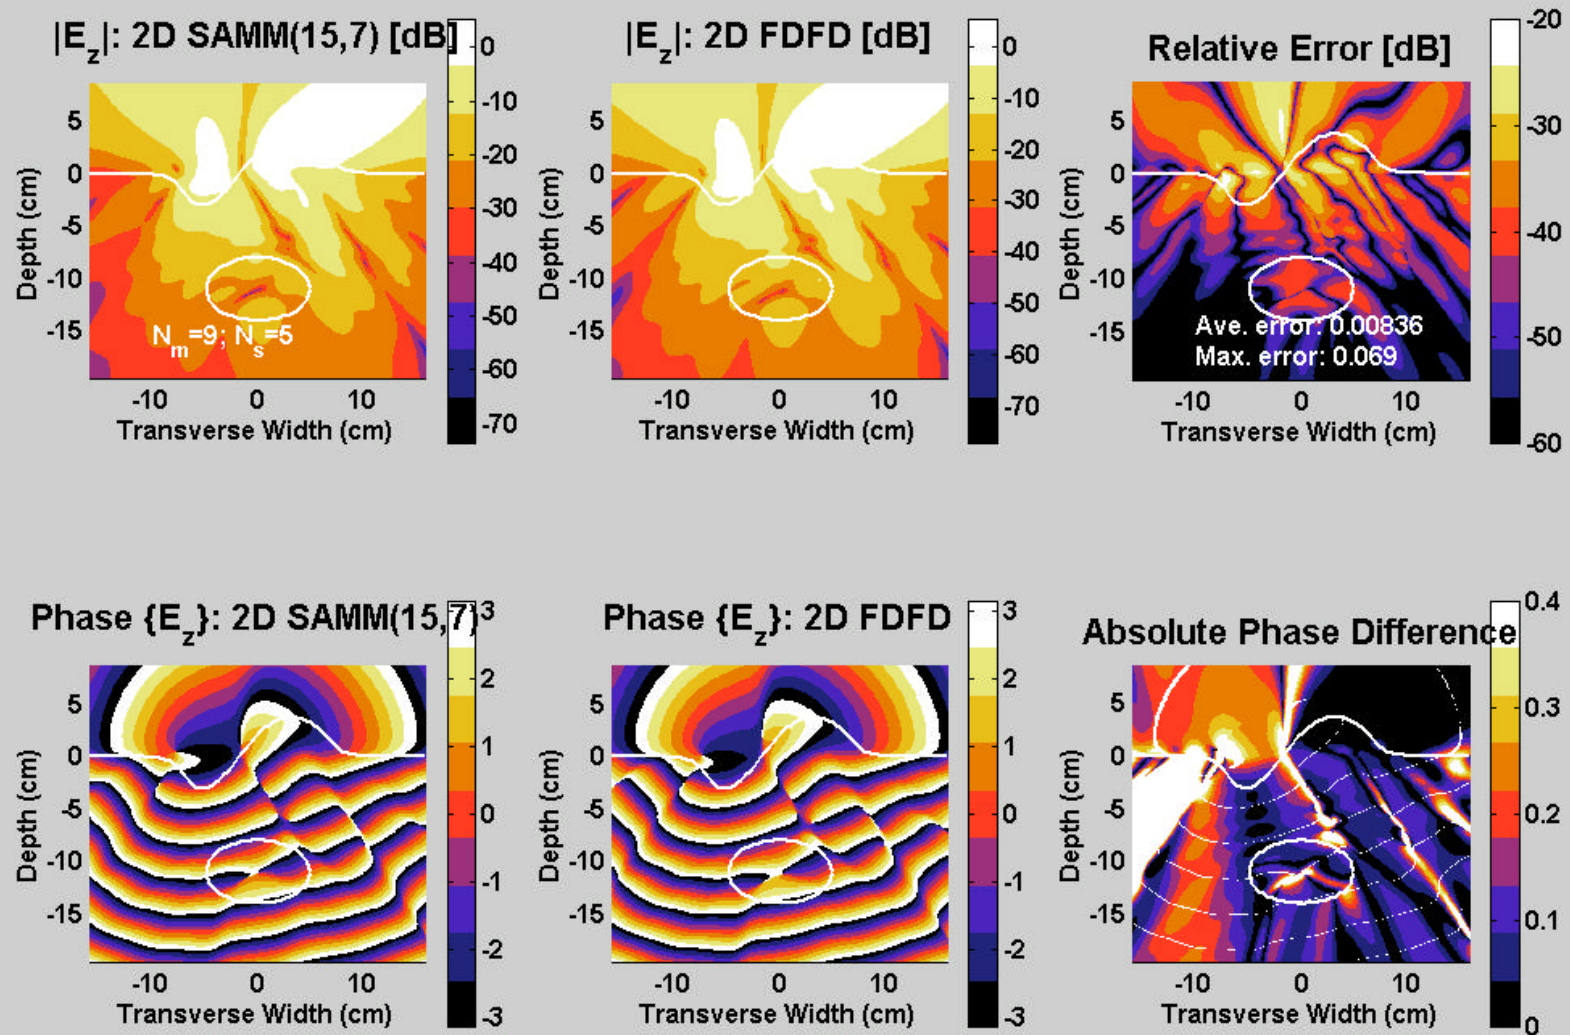 |E_z|: 2D SAMM(15,7) [dB]
0
-10
-20
-30
-40
-50
-60
-70
5
0
-5
-10
-15
Depth (cm)
N_m=9; N_s=5
-10 0 10
Transverse Width (cm)
|E_z|: 2D FDFD [dB]
0
-10
-20
-30
-40
-50
-60
-70
5
0
-5
-10
-15
Depth (cm)
-10 0 10
Transverse Width (cm)
Relative Error [dB]
-20
-30
-40
-50
-60
5
0
-5
-10
-15
Depth (cm)
Ave. error: 0.00836
Max. error: 0.069
-10 0 10
Transverse Width (cm)
Phase {E_z}: 2D SAMM(15,7)
3
2
1
0
-1
-2
-3
5
0
-5
-10
-15
Depth (cm)
-10 0 10
Transverse Width (cm)
Phase {E_z}: 2D FDFD
3
2
1
0
-1
-2
-3
5
0
-5
-10
-15
Depth (cm)
-10 0 10
Transverse Width (cm)
Absolute Phase Difference
0.4
0.3
0.2
0.1
0
5
0
-5
-10
-15
Depth (cm)
-10 0 10
Transverse Width (cm)